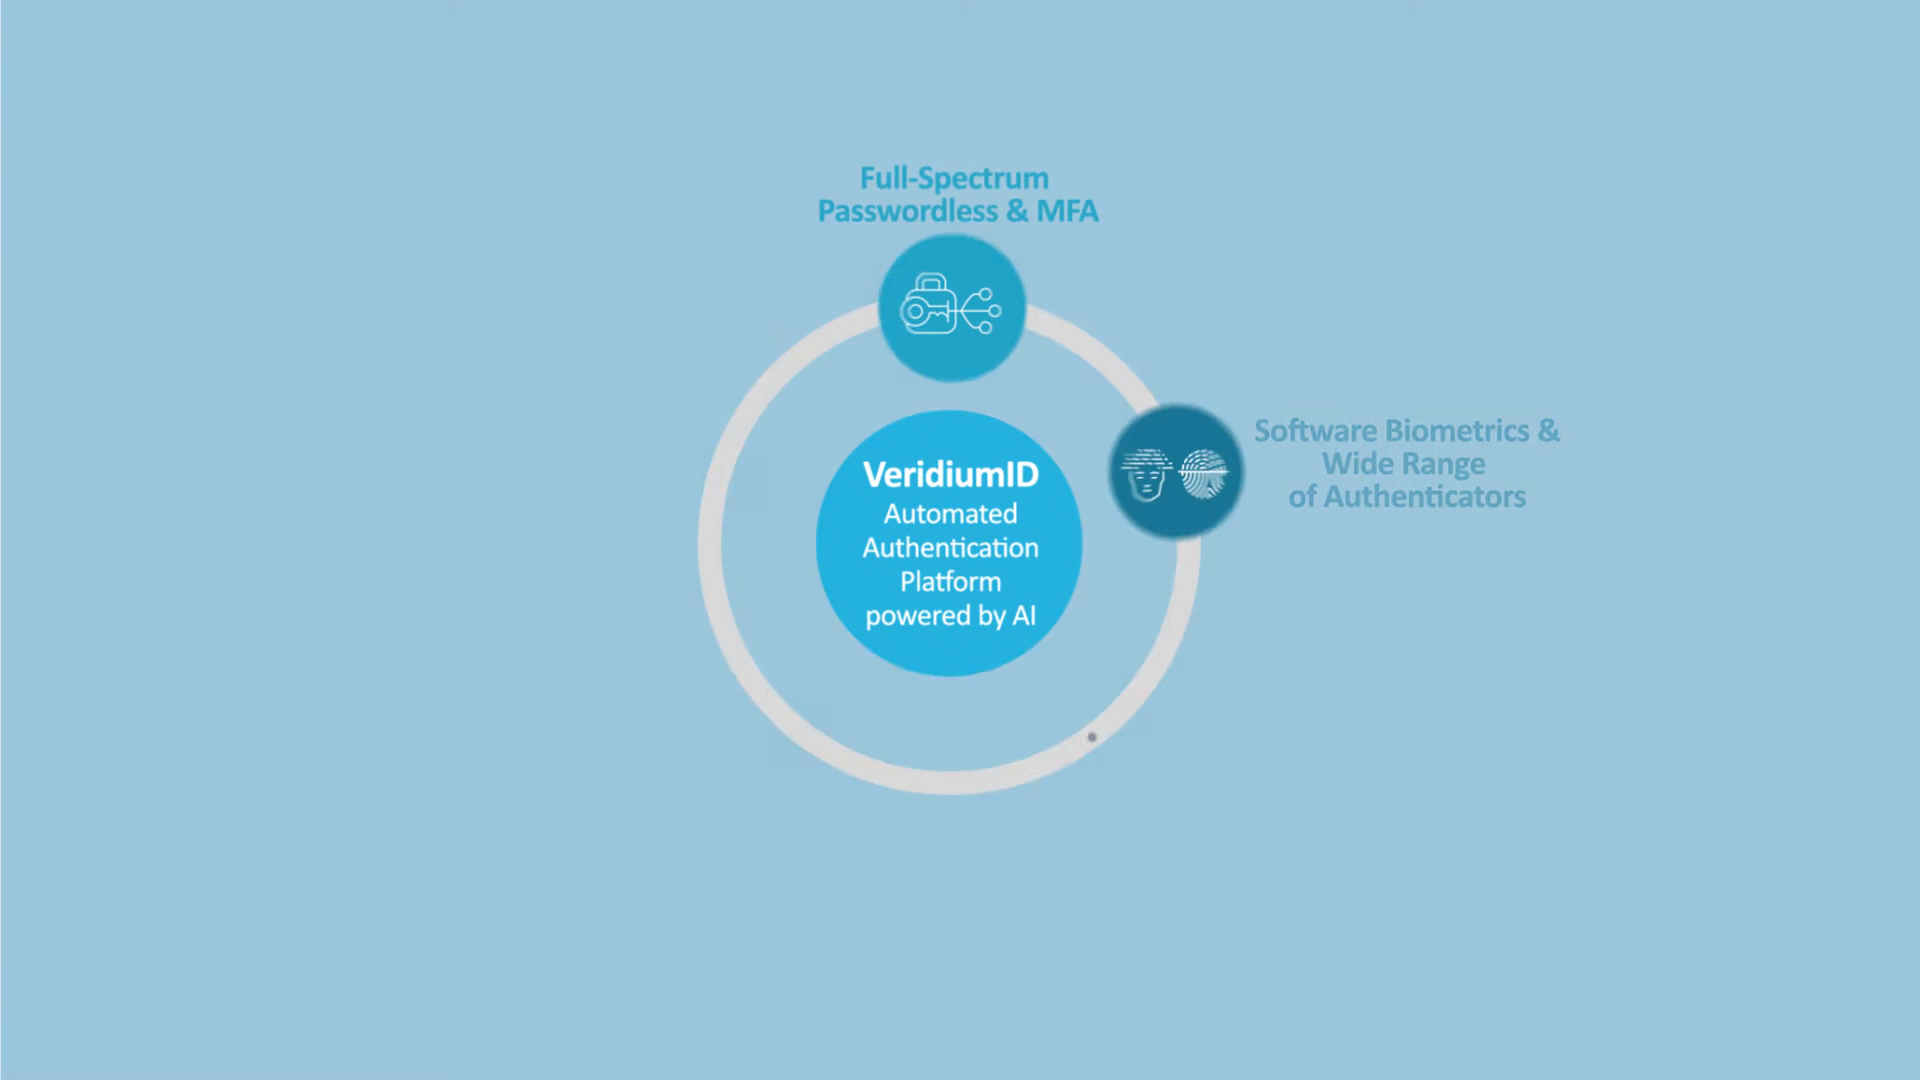 Full-Spectrum
Passwordless & MFA
VeridiumID
Automated
Authentication
Platform
powered by AI
Software Biometrics &
Wide Range
of Authenticators